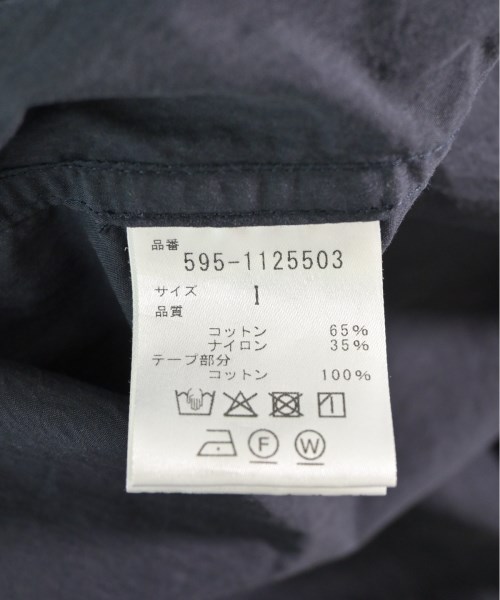 品番
595-1125503
サイズ I
品質
コットン 65%
ナイロン 35%
テープ部分
コットン 100%
F W